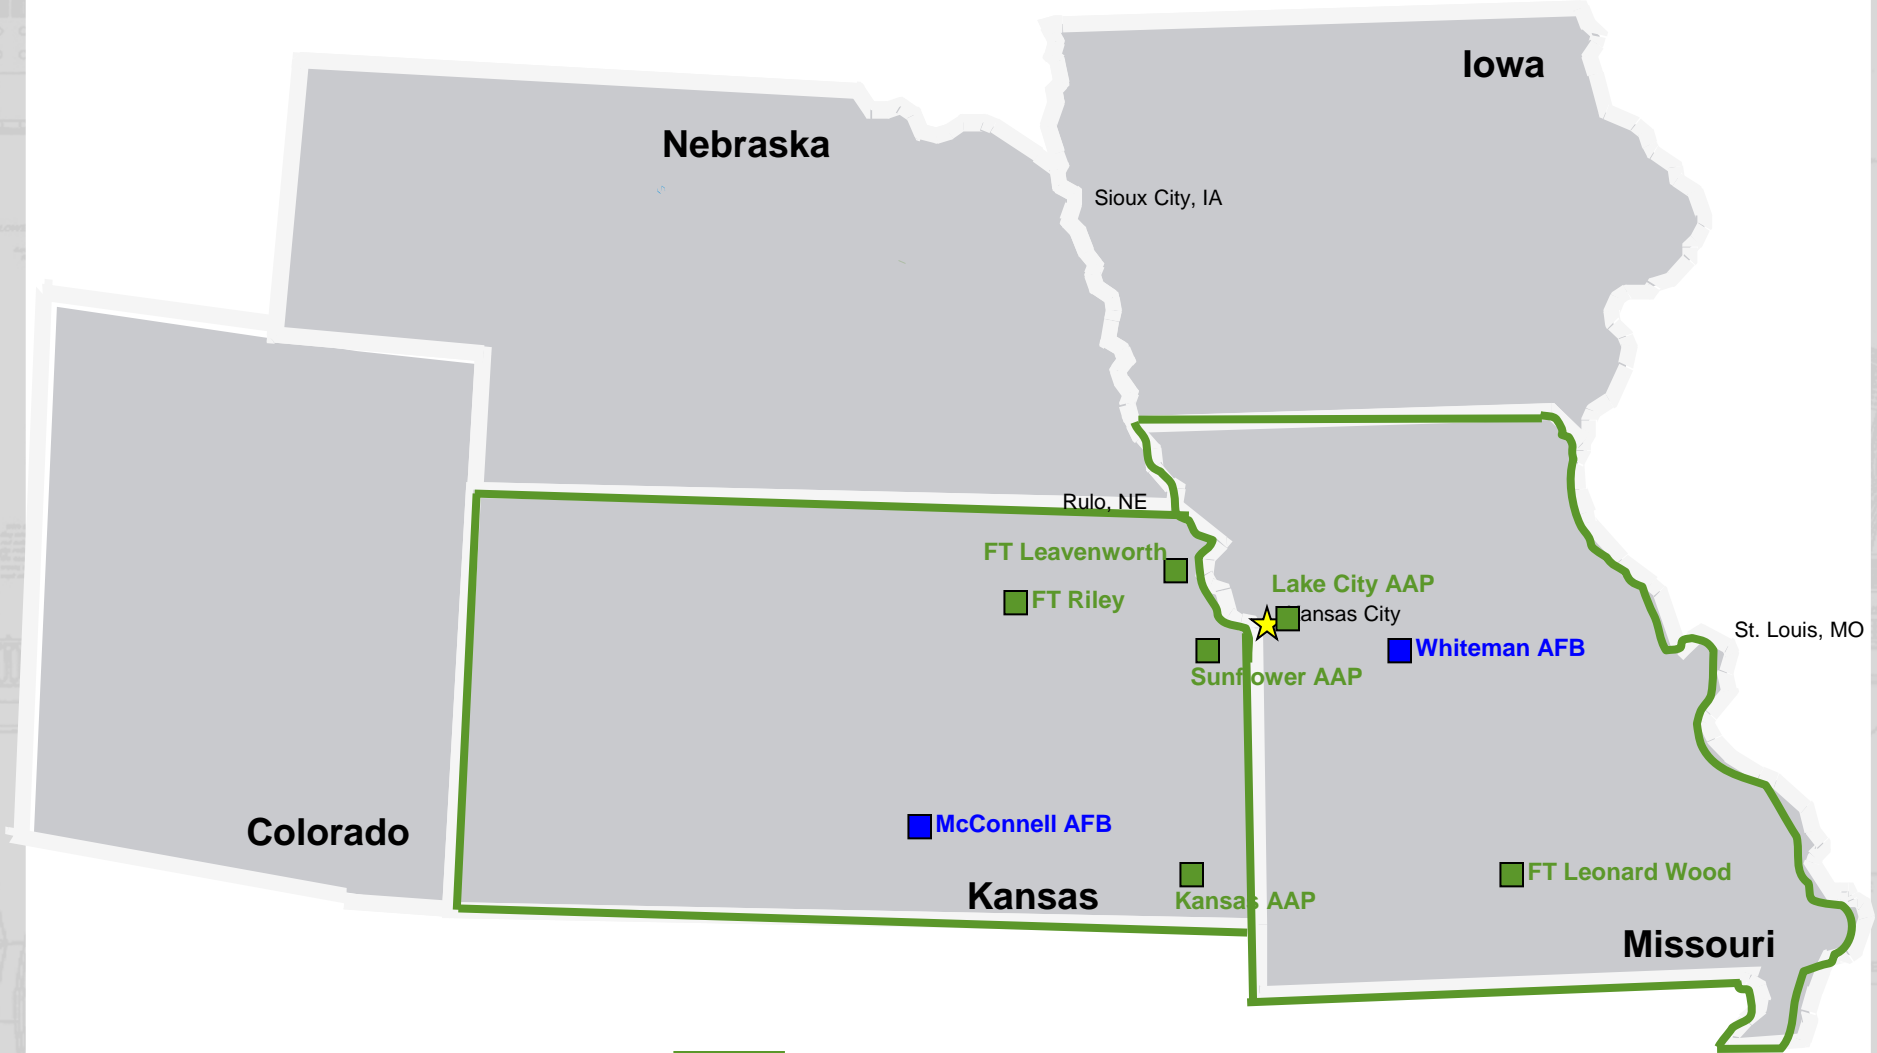 Iowa
Nebraska
Sioux City, IA
Rulo, NE
FT Leavenworth
Lake City AAP
FT Riley
ansas City
St. Louis, MO
Whiteman AFB
Sunflower AAP
Colorado
McConnell AFB
FT Leonard Wood
Kansas
Kansas AAP
Missouri